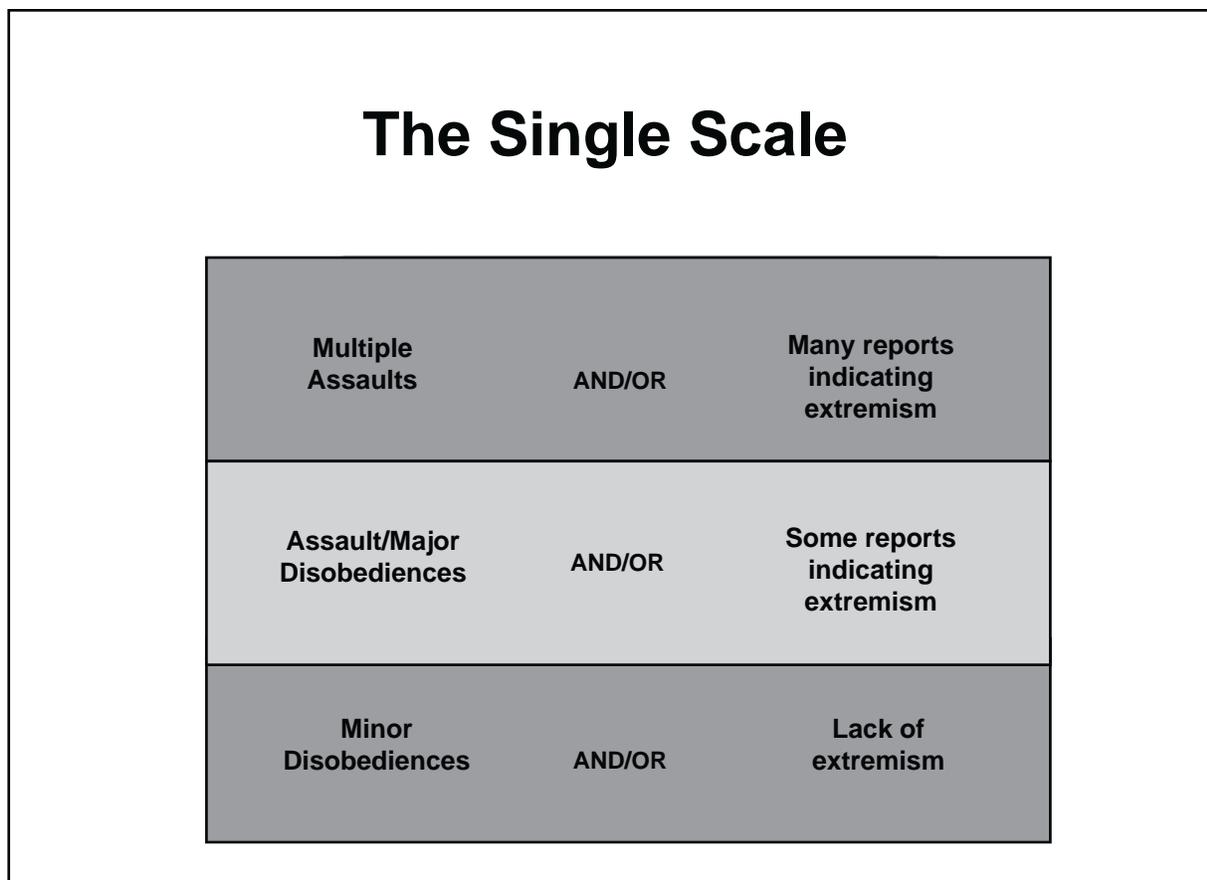 The Single Scale
Multiple
Assaults
AND/OR
Many reports
indicating
extremism
Assault/Major
Disobediences
AND/OR
Some reports
indicating
extremism
Minor
Disobediences
AND/OR
Lack of
extremism